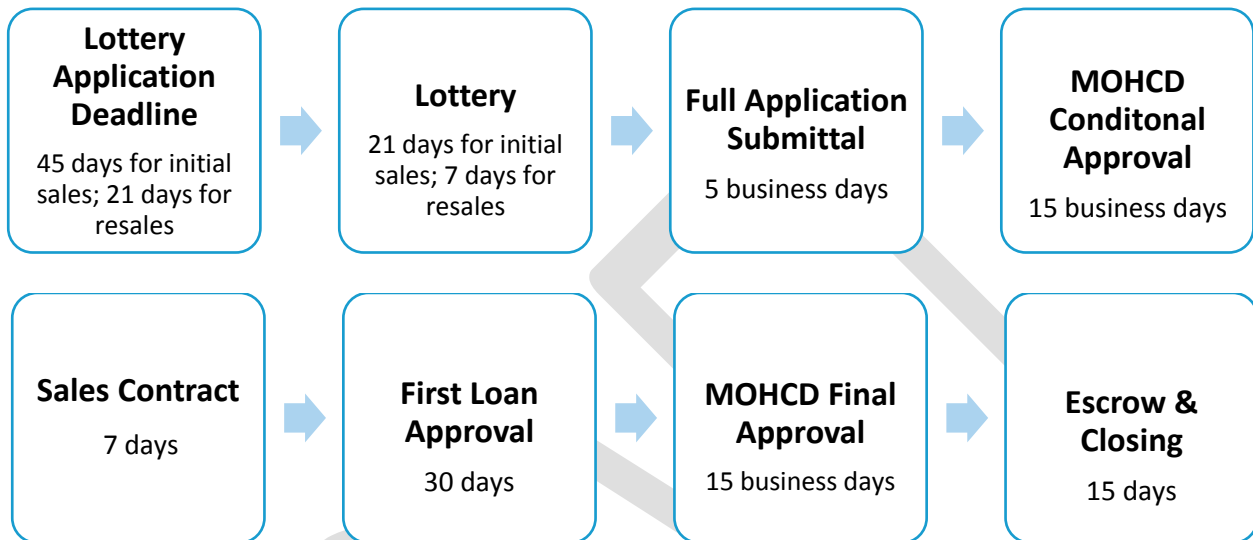 Lottery
Application
Deadline
45 days for initial
sales; 21 days for
resales
Lottery
21 days for initial
sales; 7 days for
resales
Full Application
Submittal
5 business days
MOHCD
Conditonal
Approval
15 business days
Sales Contract
7 days
First Loan
Approval
30 days
MOHCD Final
Approval
15 business days
Escrow &
Closing
15 days